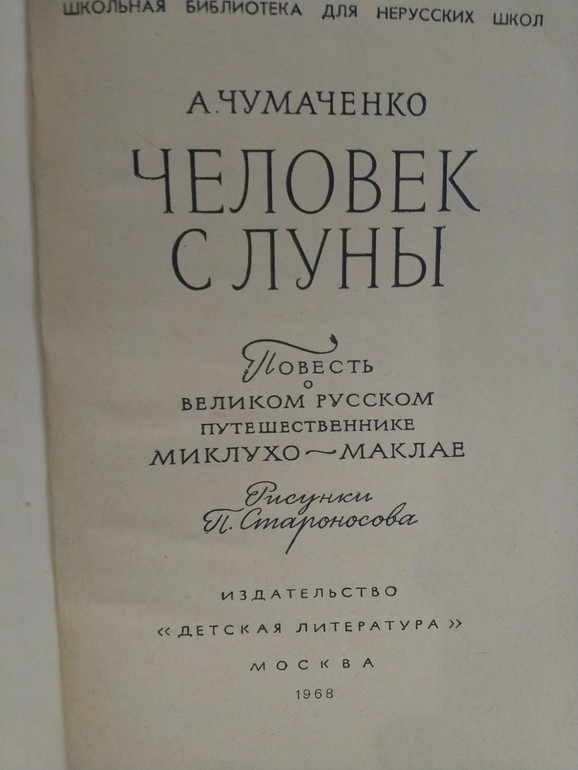 ШКОЛЬНАЯ БИБЛИОТЕКА ДЛЯ НЕРУССКИХ ШКОЛ
А. ЧУМАЧЕНКО
ЧЕЛОВЕК
С ЛУНЫ
Повесть
о
великом русском
путешественнике
Миклухо~Маклае
Рисунки
П. Староносова
ИЗДАТЕЛЬСТВО
«ДЕТСКАЯ ЛИТЕРАТУРА»
МОСКВА
1968